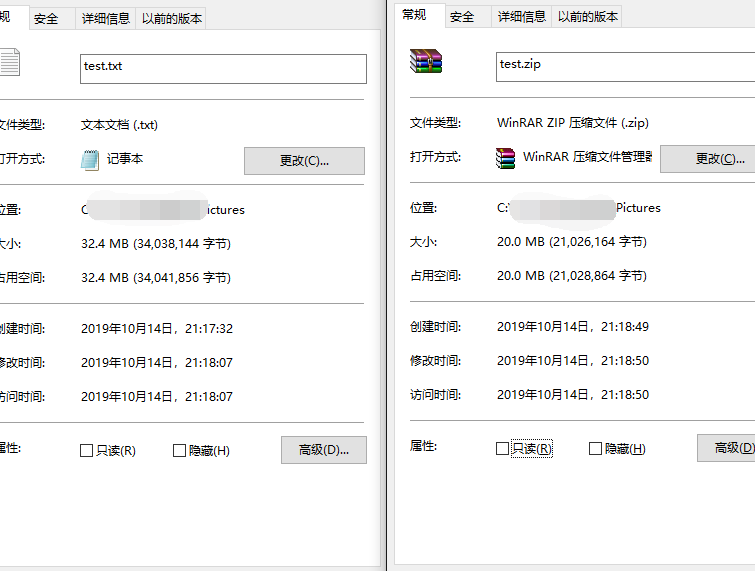 规 安全 详细信息 以前的版本
test.txt
文件类型: 文本文档 (.txt)
打开方式: 记事本 更改(C)...
位置: C ictures
大小: 32.4 MB (34,038,144 字节)
占用空间: 32.4 MB (34,041,856 字节)
创建时间: 2019年10月14日，21:17:32
修改时间: 2019年10月14日，21:18:07
访问时间: 2019年10月14日，21:18:07
属性: 只读(R) 隐藏(H) 高级(D)...
常规 安全 详细信息 以前的版本
test.zip
文件类型: WinRAR ZIP 压缩文件 (.zip)
打开方式: WinRAR 压缩文件管理器 更改(C)...
位置: C:\ Pictures
大小: 20.0 MB (21,026,164 字节)
占用空间: 20.0 MB (21,028,864 字节)
创建时间: 2019年10月14日，21:18:49
修改时间: 2019年10月14日，21:18:50
访问时间: 2019年10月14日，21:18:50
属性: 只读(R) 隐藏(H) 高级(D)